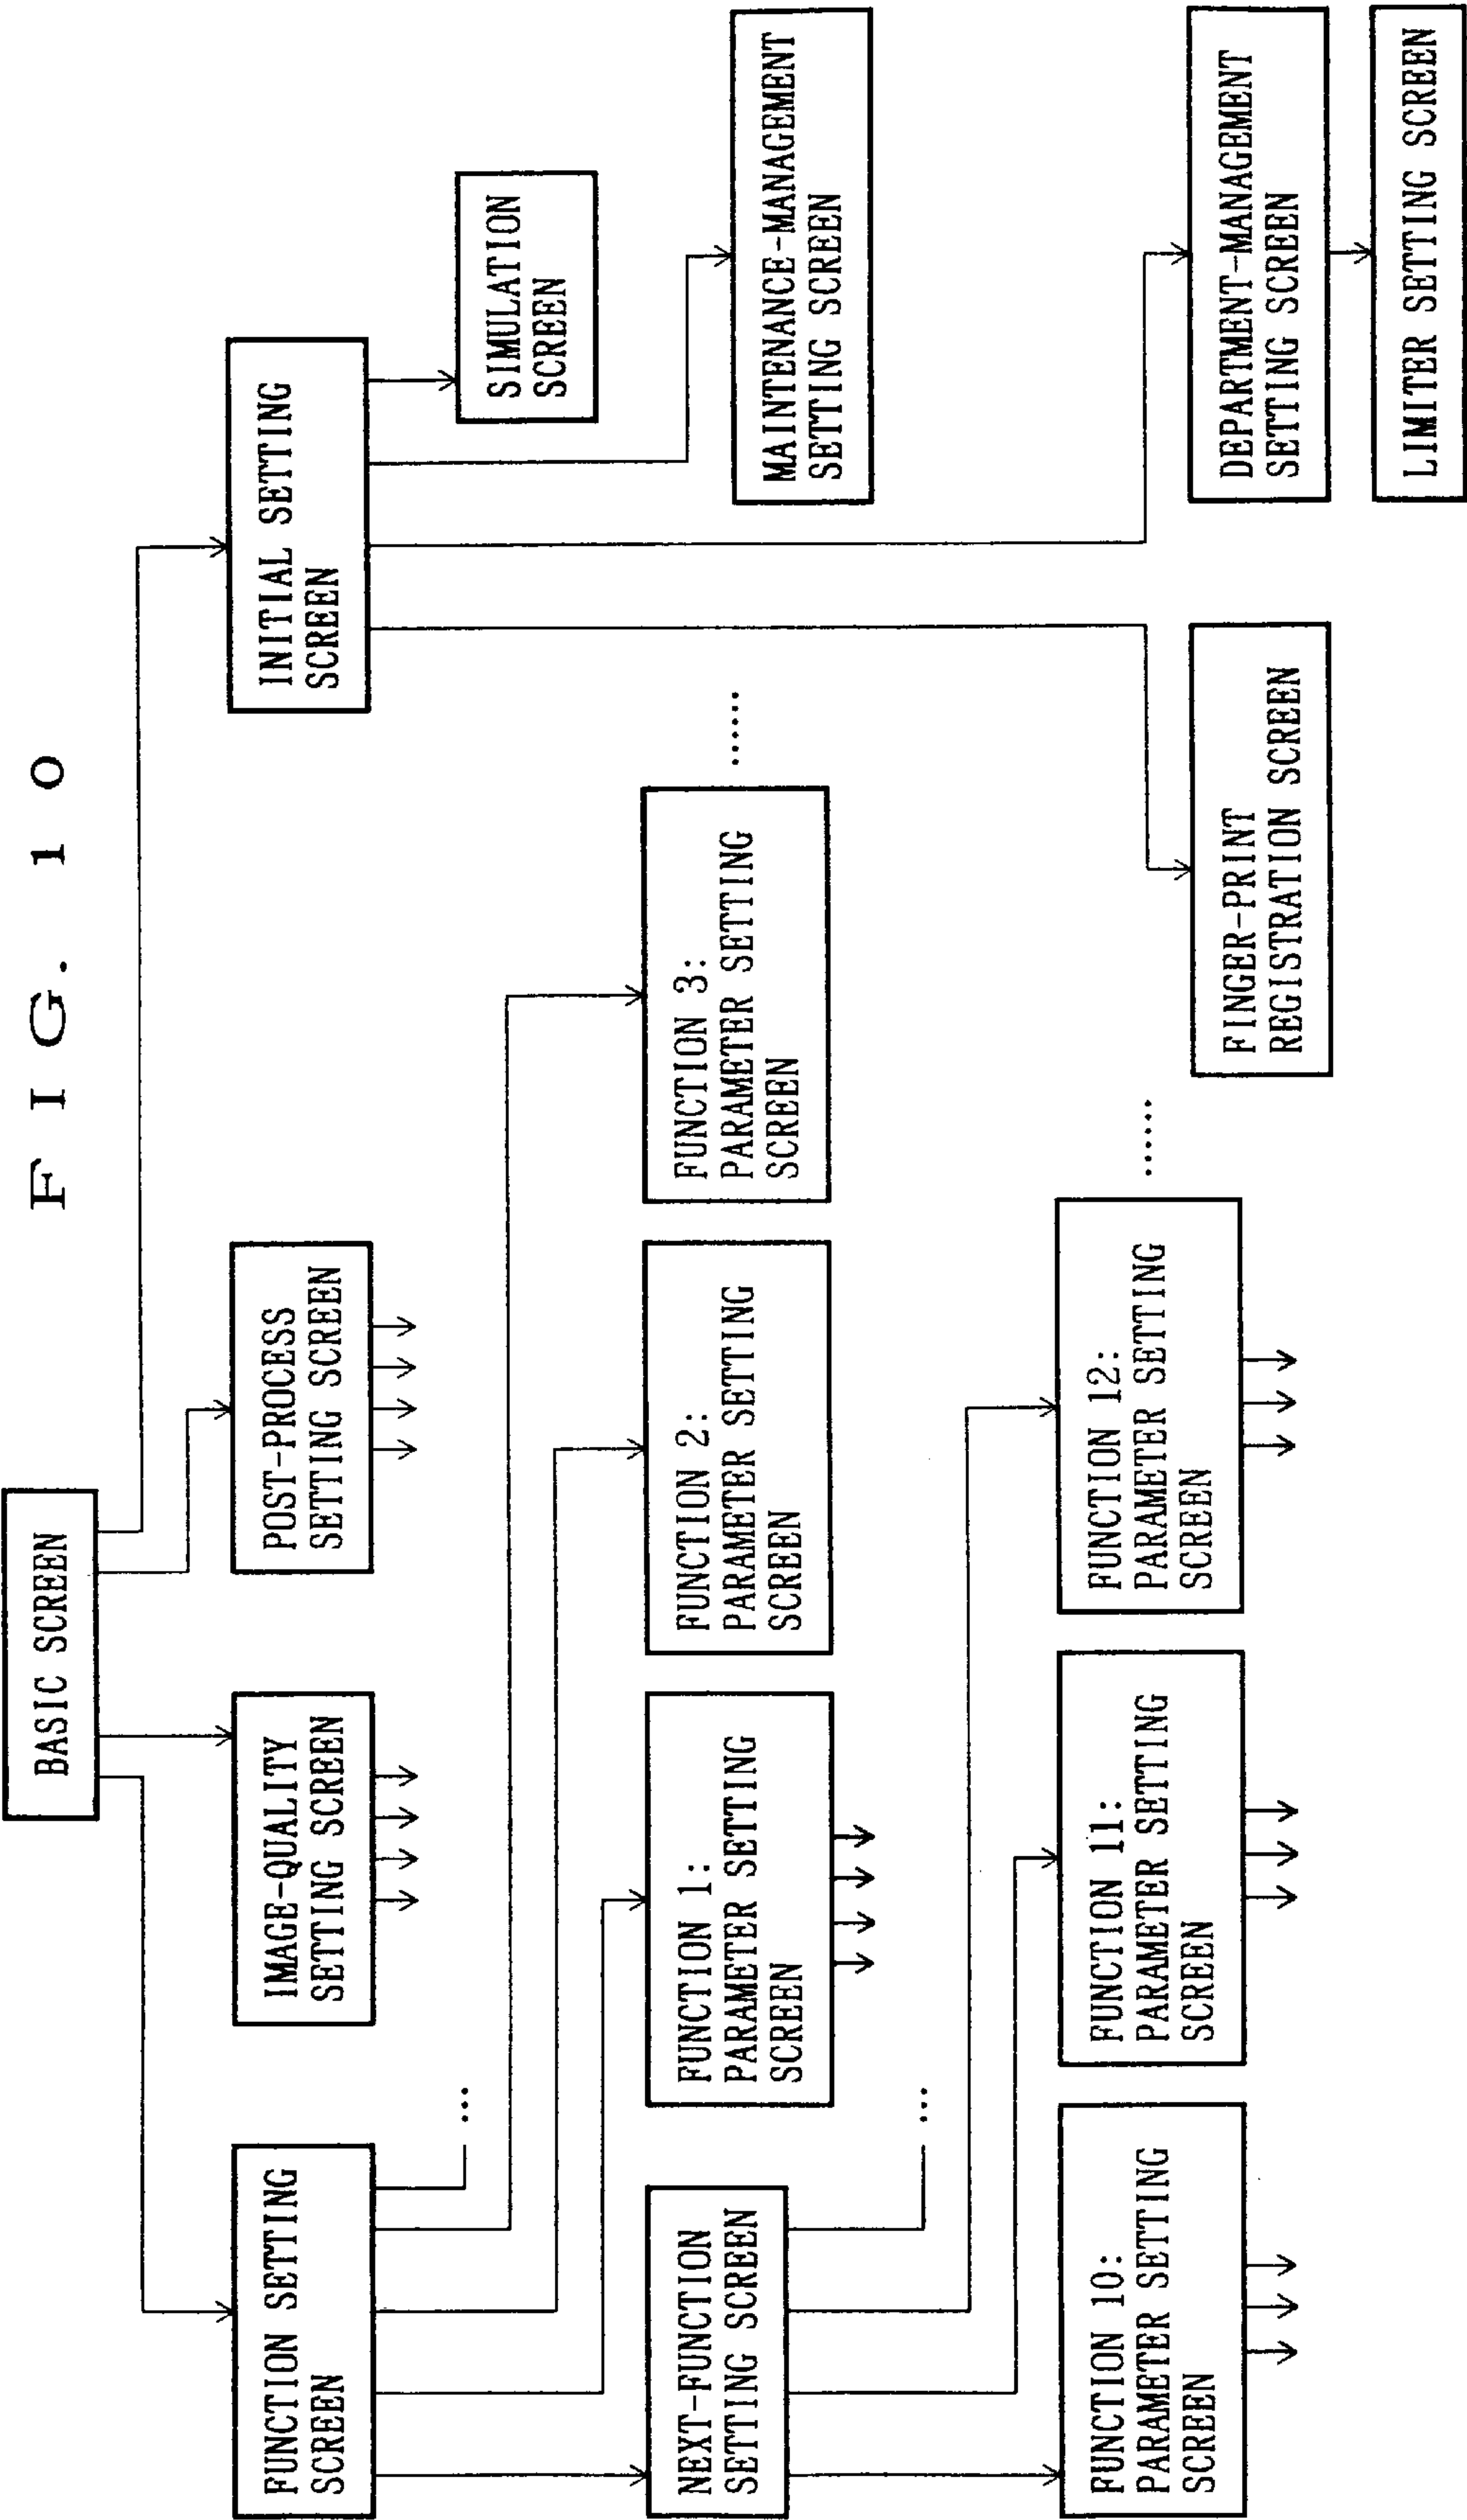 FIG. 10
BASIC SCREEN
FUNCTION SETTING
SCREEN
IMAGE-QUALITY
SETTING SCREEN
POST-PROCESS
SETTING SCREEN
INITIAL SETTING
SCREEN
...
SIMULATION
SCREEN
NEXT-FUNCTION
SETTING SCREEN
FUNCTION 1:
PARAMETER SETTING
SCREEN
FUNCTION 2:
PARAMETER SETTING
SCREEN
FUNCTION 3:
PARAMETER SETTING
SCREEN
......
MAINTENANCE-MANAGEMENT
SETTING SCREEN
...
FUNCTION 10:
PARAMETER SETTING
SCREEN
FUNCTION 11:
PARAMETER SETTING
SCREEN
FUNCTION 12:
PARAMETER SETTING
SCREEN
......
FINGER-PRINT
REGISTRATION SCREEN
DEPARTMENT-MANAGEMENT
SETTING SCREEN
LIMITER SETTING SCREEN